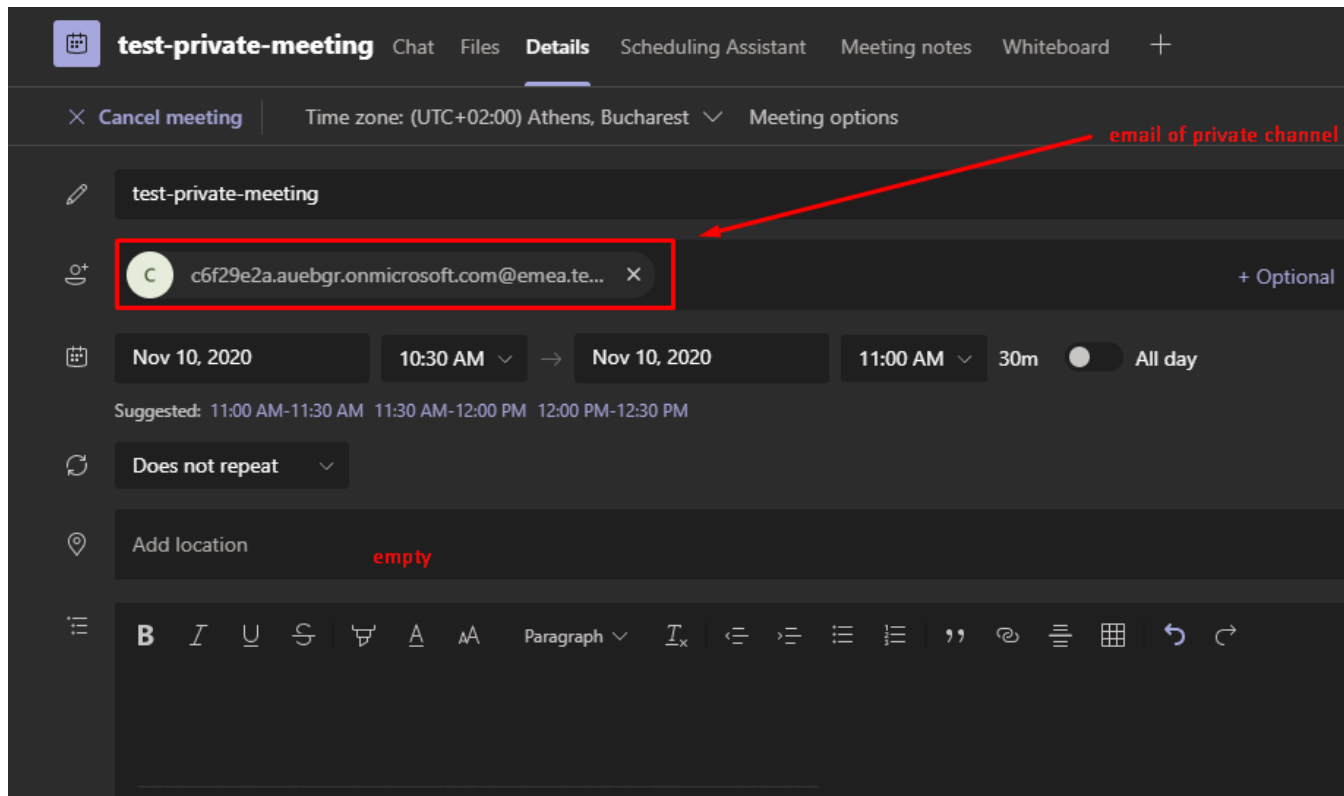 test-private-meeting Chat Files Details Scheduling Assistant Meeting notes Whiteboard +
× Cancel meeting Time zone: (UTC+02:00) Athens, Bucharest Meeting options
email of private channel
test-private-meeting
C c6f29e2a.auebgr.onmicrosoft.com@emea.te... ×
+ Optional
Nov 10, 2020 10:30 AM → Nov 10, 2020 11:00 AM 30m All day
Suggested: 11:00 AM-11:30 AM 11:30 AM-12:00 PM 12:00 PM-12:30 PM
Does not repeat
Add location
empty
B I U S A AA Paragraph Ix